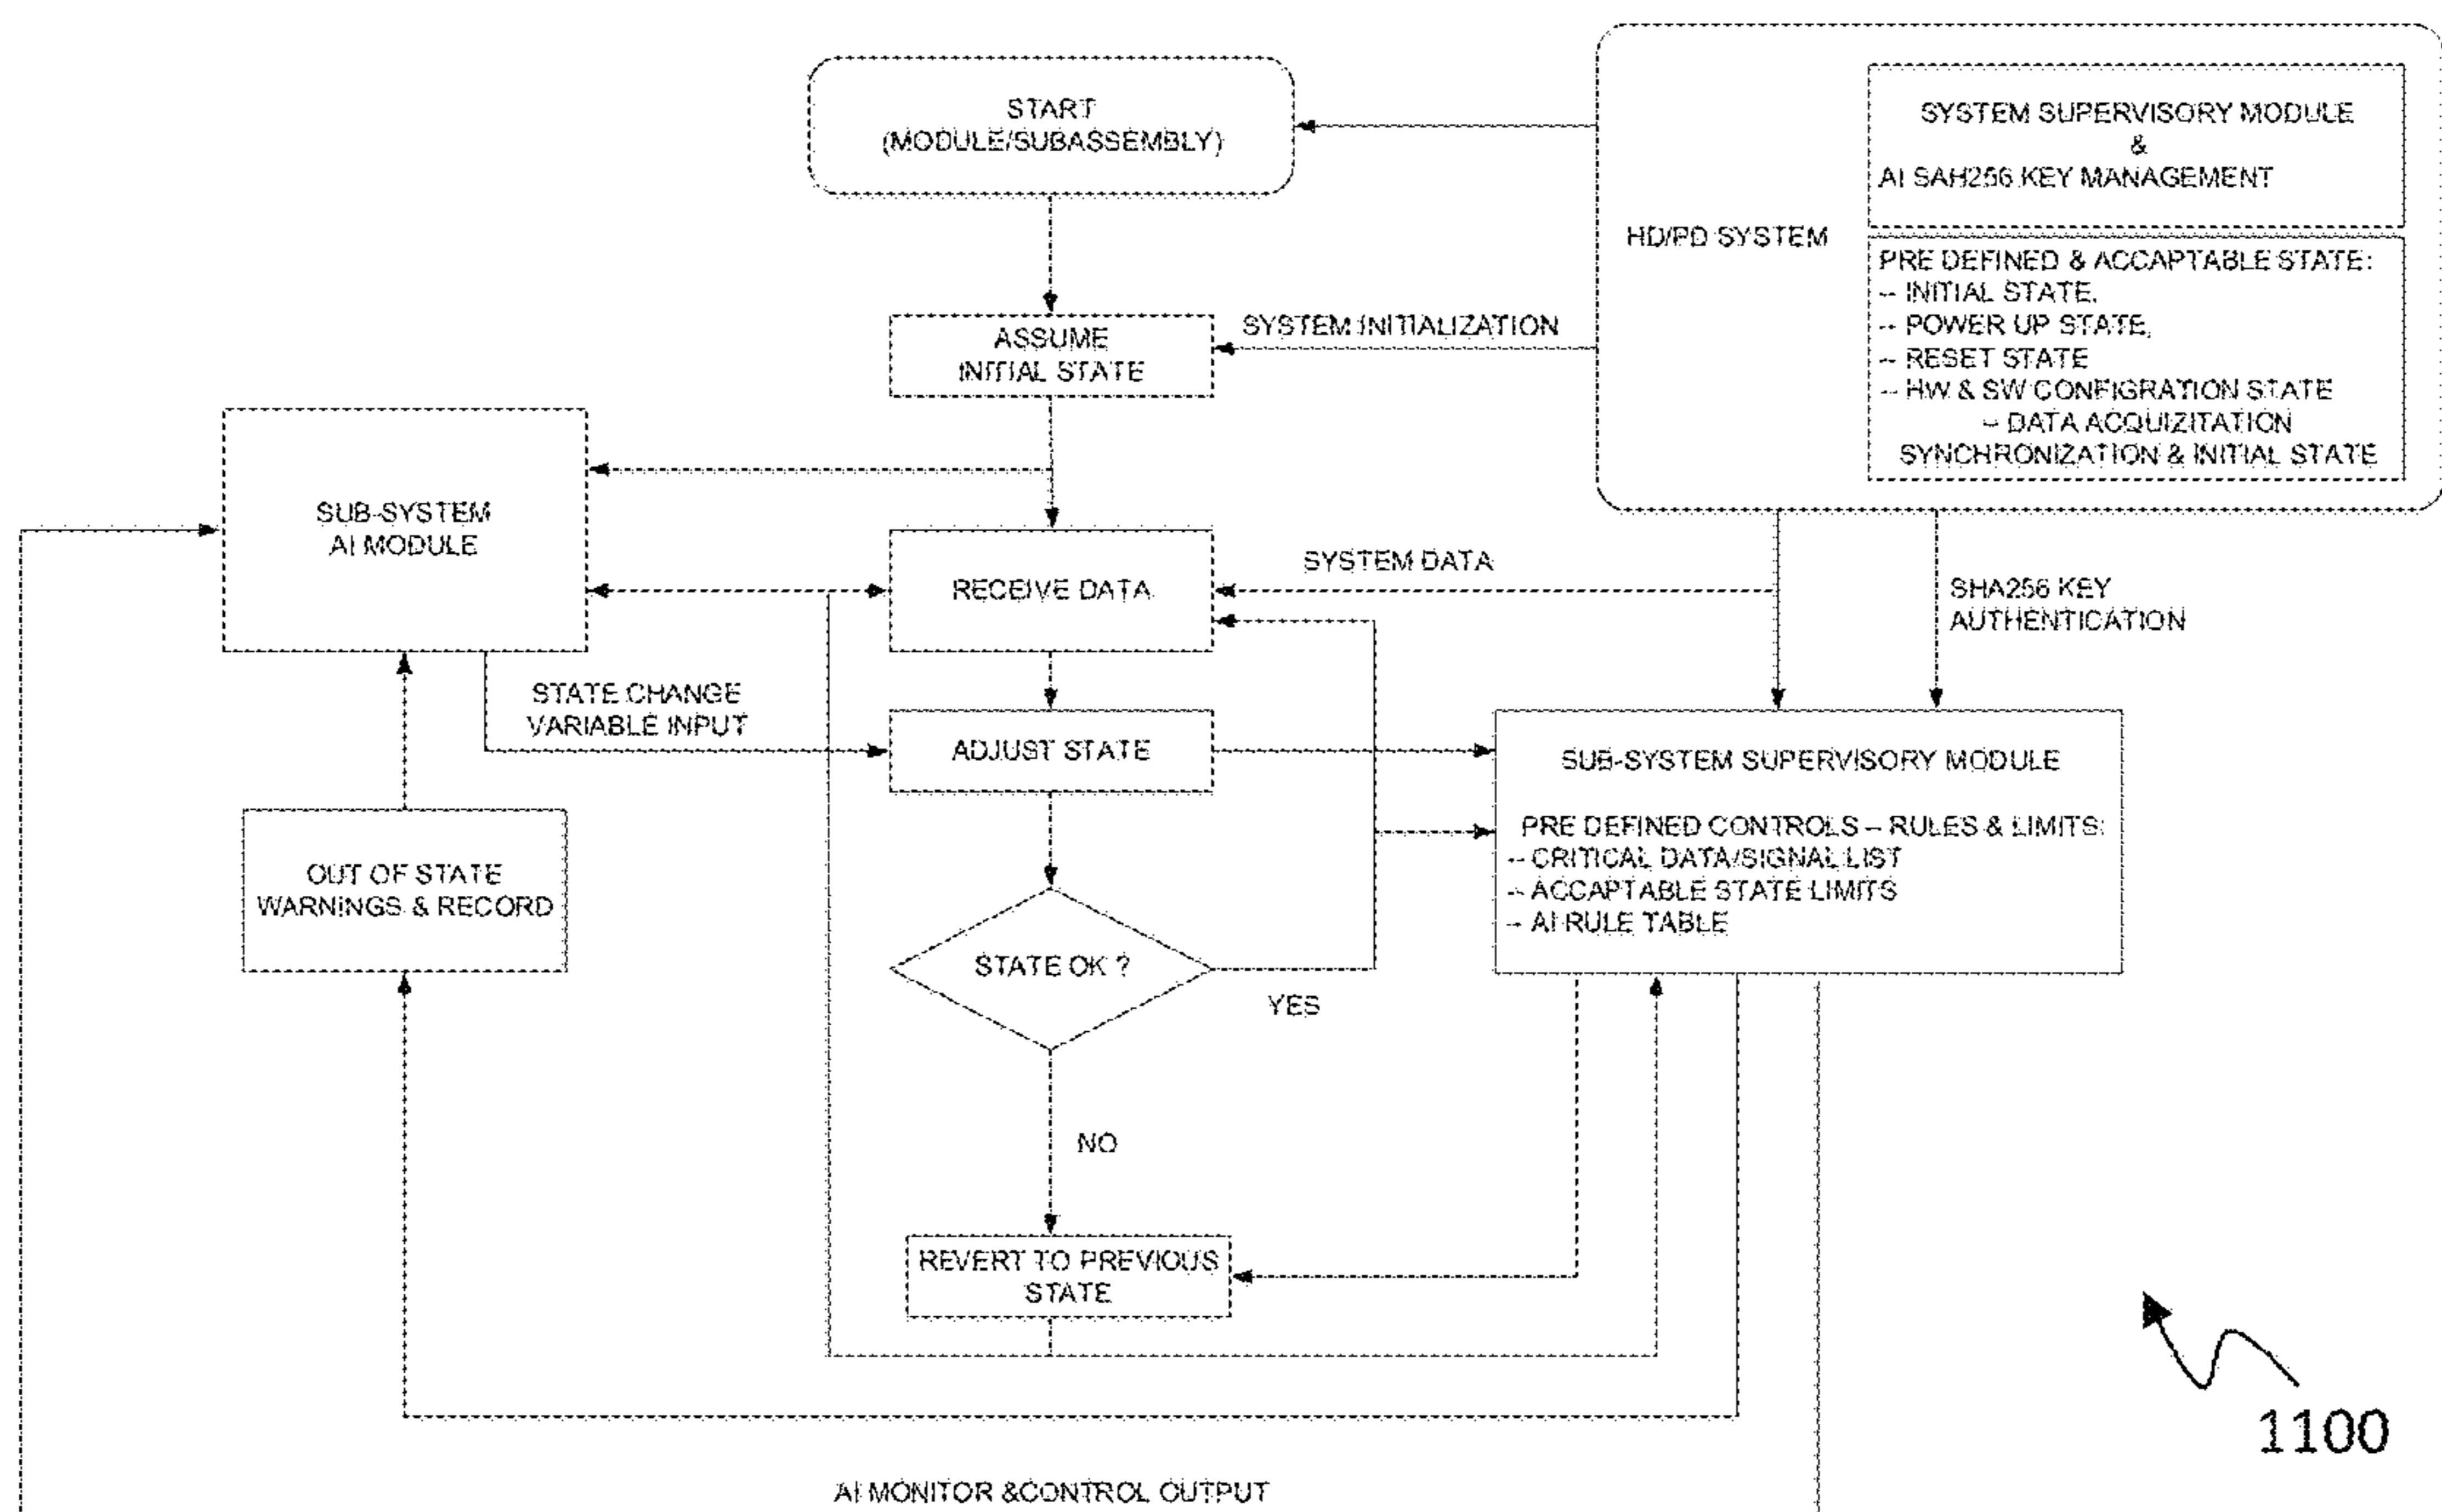 START
(MODULE/SUBASSEMBLY)
HD/PD SYSTEM
SYSTEM SUPERVISORY MODULE
&
AI SAH256 KEY MANAGEMENT
PRE DEFINED & ACCAPTABLE STATE:
-- INITIAL STATE,
-- POWER UP STATE,
-- RESET STATE
-- HW & SW CONFIGRATION STATE
-- DATA ACQUIZITATION
SYNCHRONIZATION & INITIAL STATE
ASSUME
INITIAL STATE
SYSTEM INITIALIZATION
SUB-SYSTEM
AI MODULE
RECEIVE DATA
SYSTEM DATA
SHA256 KEY
AUTHENTICATION
STATE CHANGE
VARIABLE INPUT
ADJUST STATE
SUB-SYSTEM SUPERVISORY MODULE
PRE DEFINED CONTROLS -- RULES & LIMITS:
-- CRITICAL DATA/SIGNAL LIST
-- ACCAPTABLE STATE LIMITS
-- AI RULE TABLE
OUT OF STATE
WARNINGS & RECORD
STATE OK ?
YES
NO
REVERT TO PREVIOUS
STATE
AI MONITOR &CONTROL OUTPUT
1100